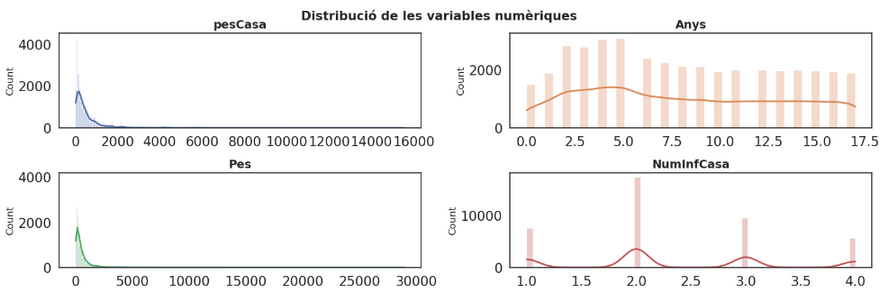 Distribució de les variables numèriques
pesCasa
Count
4000
2000
0
0 2000 4000 6000 8000 10000 12000 14000 16000
Anys
Count
2000
0
0.0 2.5 5.0 7.5 10.0 12.5 15.0 17.5
Pes
Count
4000
2000
0
0 5000 10000 15000 20000 25000 30000
NumInfCasa
Count
10000
0
1.0 1.5 2.0 2.5 3.0 3.5 4.0